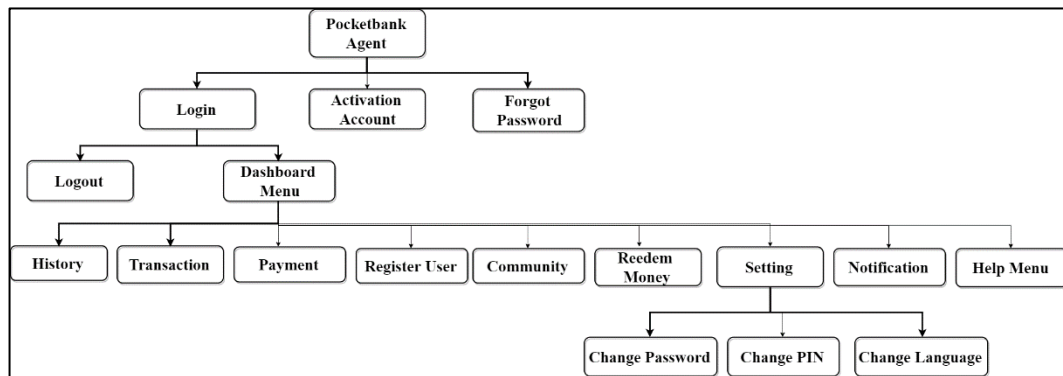 Pocketbank
Agent
Login
Activation
Account
Forgot
Password
Logout
Dashboard
Menu
History
Transaction
Payment
Register User
Community
Reedem
Money
Setting
Notification
Help Menu
Change Password
Change PIN
Change Language